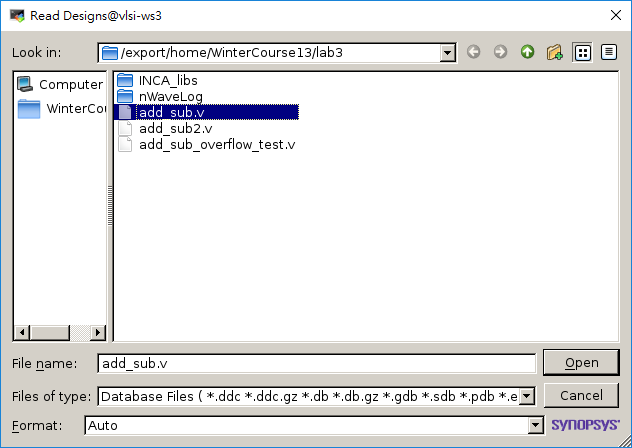 Read Designs@vlsi-ws3
Look in: /export/home/WinterCourse13/lab3
Computer
WinterCou
INCA_libs
nWaveLog
add_sub.v
add_sub2.v
add_sub_overflow_test.v
File name: add_sub.v Open
Files of type: Database Files ( *.ddc *.ddc.gz *.db *.db.gz *.gdb *.sdb *.pdb *.e Cancel
Format: Auto SYNOPSYS®